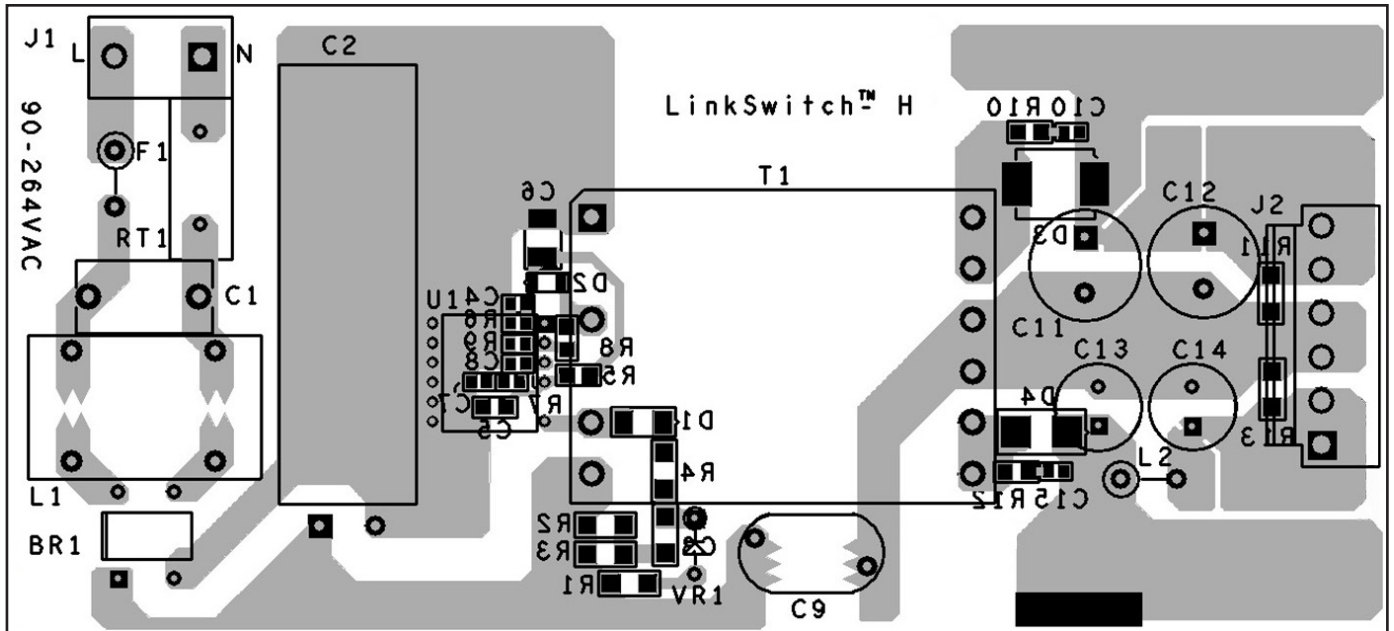 J1
L
N
C2
LinkSwitch™ H
R10
C10
90-264VAC
F1
T1
C6
C12
J2
RT1
D3
R11
C1
U1
C4
D2
R6
C11
R9
R8
C13
C14
C8
R5
C7
R7
D4
C5
D1
R13
L2
R4
L1
R12
C15
R2
BR1
R3
C3
R1
VR1
C9